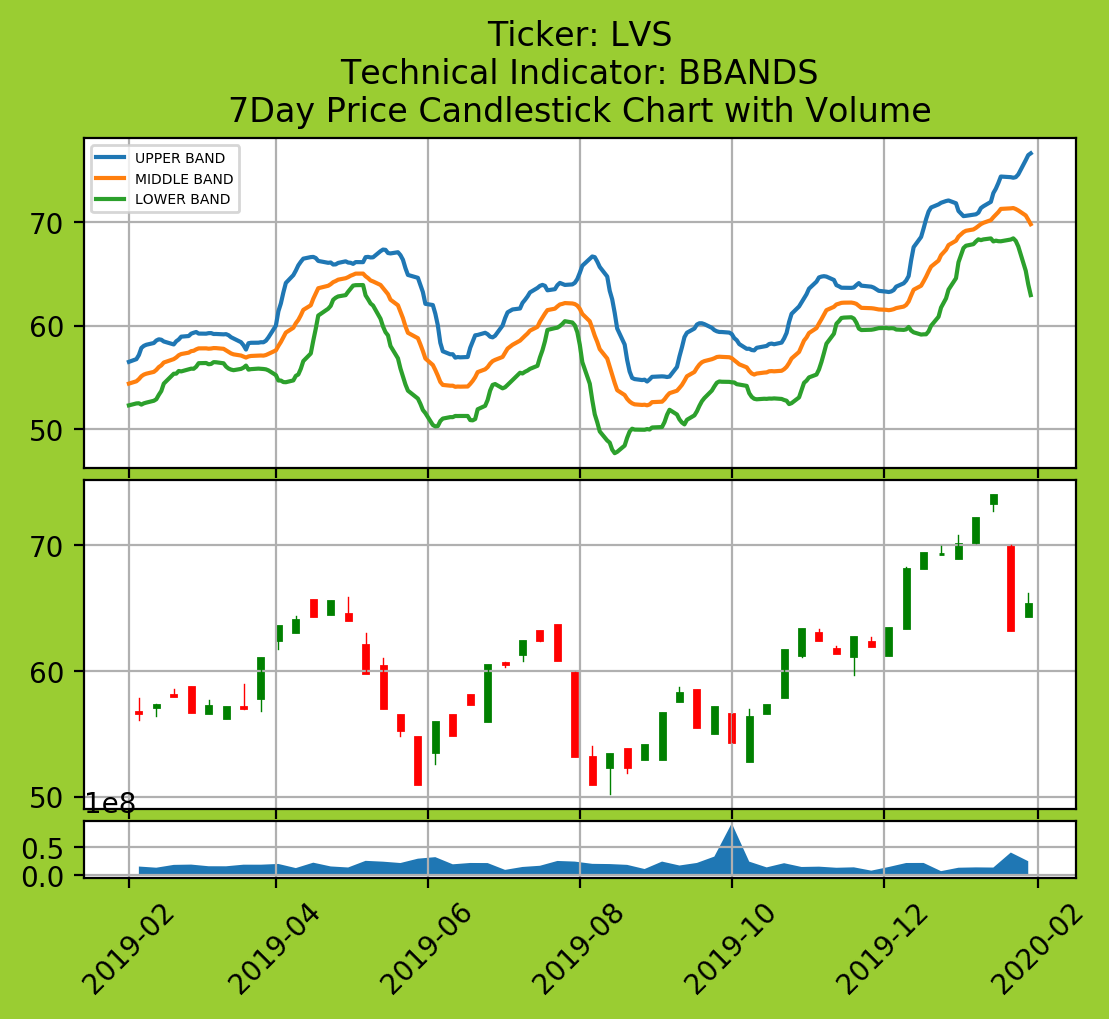 Ticker: LVS
Technical Indicator: BBANDS
7Day Price Candlestick Chart with Volume
UPPER BAND
MIDDLE BAND
LOWER BAND
70
60
50
70
60
50
1e8
0.5
0.0
2019-02
2019-04
2019-06
2019-08
2019-10
2019-12
2020-02